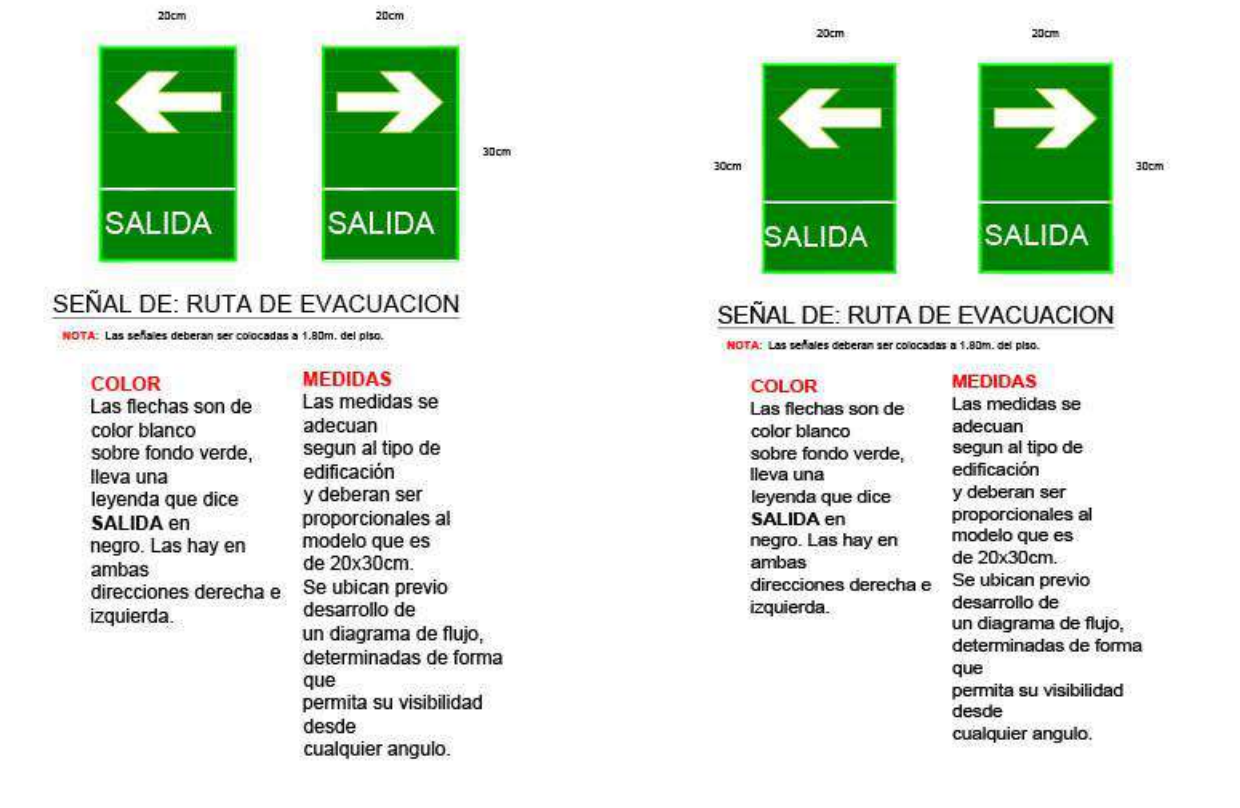 20cm
20cm
SALIDA
SALIDA
30cm
SEÑAL DE: RUTA DE EVACUACION
NOTA: Las señales deberan ser colocadas a 1.80m. del piso.
COLOR
Las flechas son de
color blanco
sobre fondo verde,
lleva una
leyenda que dice
SALIDA en
negro. Las hay en
ambas
direcciones derecha e
izquierda.
MEDIDAS
Las medidas se
adecuan
segun al tipo de
edificación
y deberan ser
proporcionales al
modelo que es
de 20x30cm.
Se ubican previo
desarrollo de
un diagrama de flujo,
determinadas de forma
que
permita su visibilidad
desde
cualquier angulo.
20cm
20cm
30cm
30cm
SALIDA
SALIDA
SEÑAL DE: RUTA DE EVACUACION
NOTA: Las señales deberan ser colocadas a 1.80m. del piso.
COLOR
Las flechas son de
color blanco
sobre fondo verde,
lleva una
leyenda que dice
SALIDA en
negro. Las hay en
ambas
direcciones derecha e
izquierda.
MEDIDAS
Las medidas se
adecuan
segun al tipo de
edificación
y deberan ser
proporcionales al
modelo que es
de 20x30cm.
Se ubican previo
desarrollo de
un diagrama de flujo,
determinadas de forma
que
permita su visibilidad
desde
cualquier angulo.